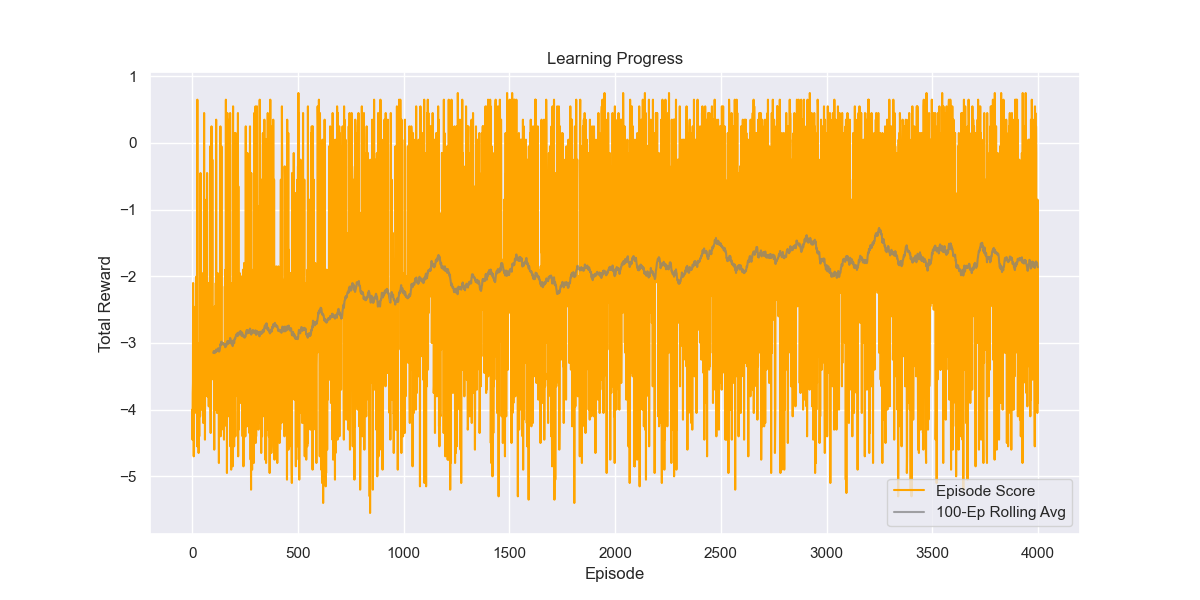 Learning Progress
1
0
−1
−2
−3
−4
−5
Total Reward
0 500 1000 1500 2000 2500 3000 3500 4000
Episode
Episode Score
100-Ep Rolling Avg